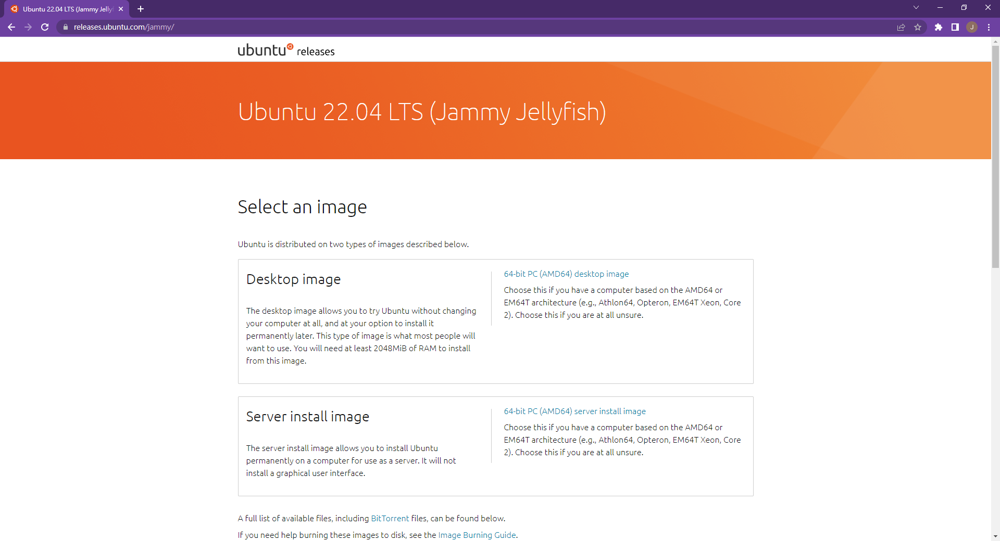 Ubuntu 22.04 LTS (Jammy Jelly
releases.ubuntu.com/jammy/
J
ubuntu releases
Ubuntu 22.04 LTS (Jammy Jellyfish)
Select an image
Ubuntu is distributed on two types of images described below.
Desktop image
The desktop image allows you to try Ubuntu without changing
your computer at all, and at your option to install it
permanently later. This type of image is what most people will
want to use. You will need at least 2048MiB of RAM to install
from this image.
64-bit PC (AMD64) desktop image
Choose this if you have a computer based on the AMD64 or
EM64T architecture (e.g., Athlon64, Opteron, EM64T Xeon, Core
2). Choose this if you are at all unsure.
Server install image
The server install image allows you to install Ubuntu
permanently on a computer for use as a server. It will not
install a graphical user interface.
64-bit PC (AMD64) server install image
Choose this if you have a computer based on the AMD64 or
EM64T architecture (e.g., Athlon64, Opteron, EM64T Xeon, Core
2). Choose this if you are at all unsure.
A full list of available files, including BitTorrent files, can be found below.
If you need help burning these images to disk, see the Image Burning Guide.